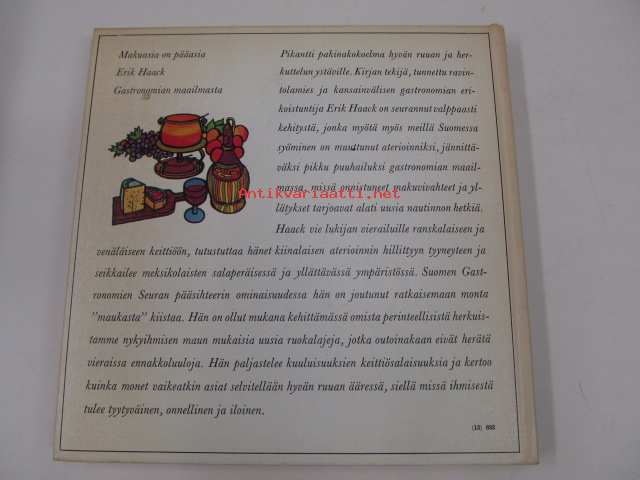 Makuasia on pääasia
Erik Haack
Gastronomian maailmasta
Pikantti pakinakokoelma hyvän ruuan ja her-
kuttelun ystäville. Kirjan tekijä, tunnettu ravin-
tolamies ja kansainvälisen gastronomian eri-
koistuntija Erik Haack on seurannut valppaasti
kehitystä, jonka myötä myös meillä Suomessa
syöminen on muuttunut aterioinniksi, jännittä-
väksi pikku puuhailuksi gastronomian maail-
massa, missä onnistuneet makuvivahteet ja yl-
lätykset tarjoavat alati uusia nautinnon hetkiä.
Haack vie lukijan vierailuille ranskalaiseen ja
venäläiseen keittiöön, tutustuttaa hänet kiinalaisen aterioinnin hillittyyn tyyneyteen ja
seikkailee meksikolaisten salaperäisessä ja yllättävässä ympäristössä. Suomen Gast-
ronomien Seuran pääsihteerin ominaisuudessa hän on joutunut ratkaisemaan monta
"maukasta" kiistaa. Hän on ollut mukana kehittämässä omista perinteellisistä herkuis-
tamme nykyihmisen maun mukaisia uusia ruokalajeja, jotka outoinakaan eivät herätä
vieraissa ennakkoluuloja. Hän paljastelee kuuluisuuksien keittiösalaisuuksia ja kertoo
kuinka monet vaikeatkin asiat selvitellään hyvän ruuan ääressä, siellä missä ihmisestä
tulee tyytyväinen, onnellinen ja iloinen.
Antikvariaatti.net